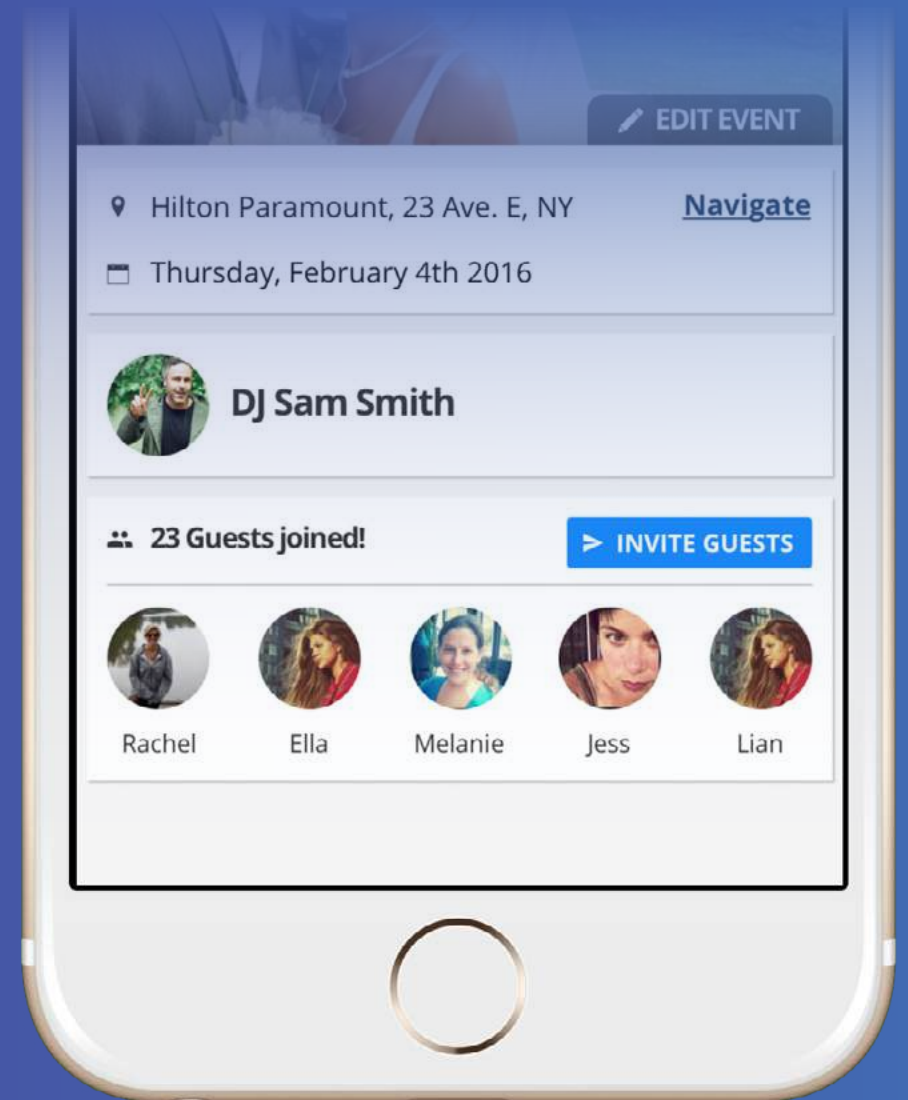 EDIT EVENT
Hilton Paramount, 23 Ave. E, NY Navigate
Thursday, February 4th 2016
DJ Sam Smith
23 Guests joined! INVITE GUESTS
Rachel Ella Melanie Jess Lian